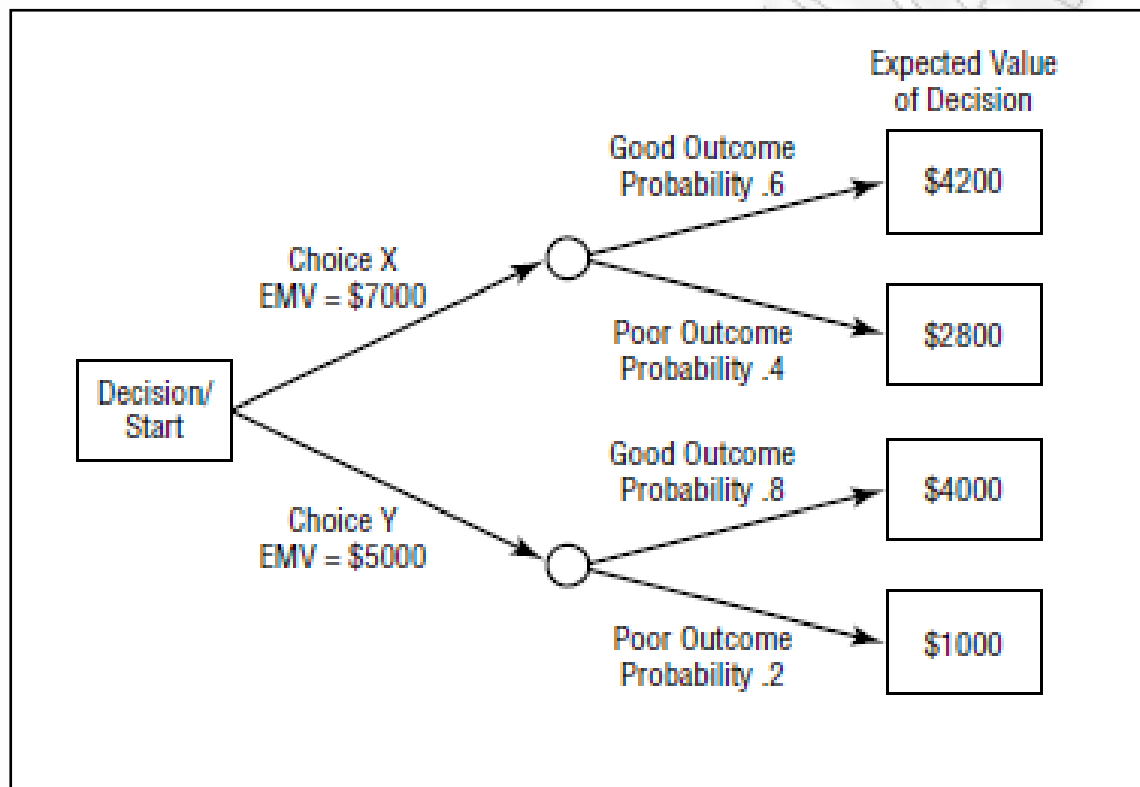 Expected Value
of Decision
Good Outcome
Probability .6
$4200
Choice X
EMV = $7000
Poor Outcome
Probability .4
$2800
Decision/
Start
Good Outcome
Probability .8
$4000
Choice Y
EMV = $5000
Poor Outcome
Probability .2
$1000